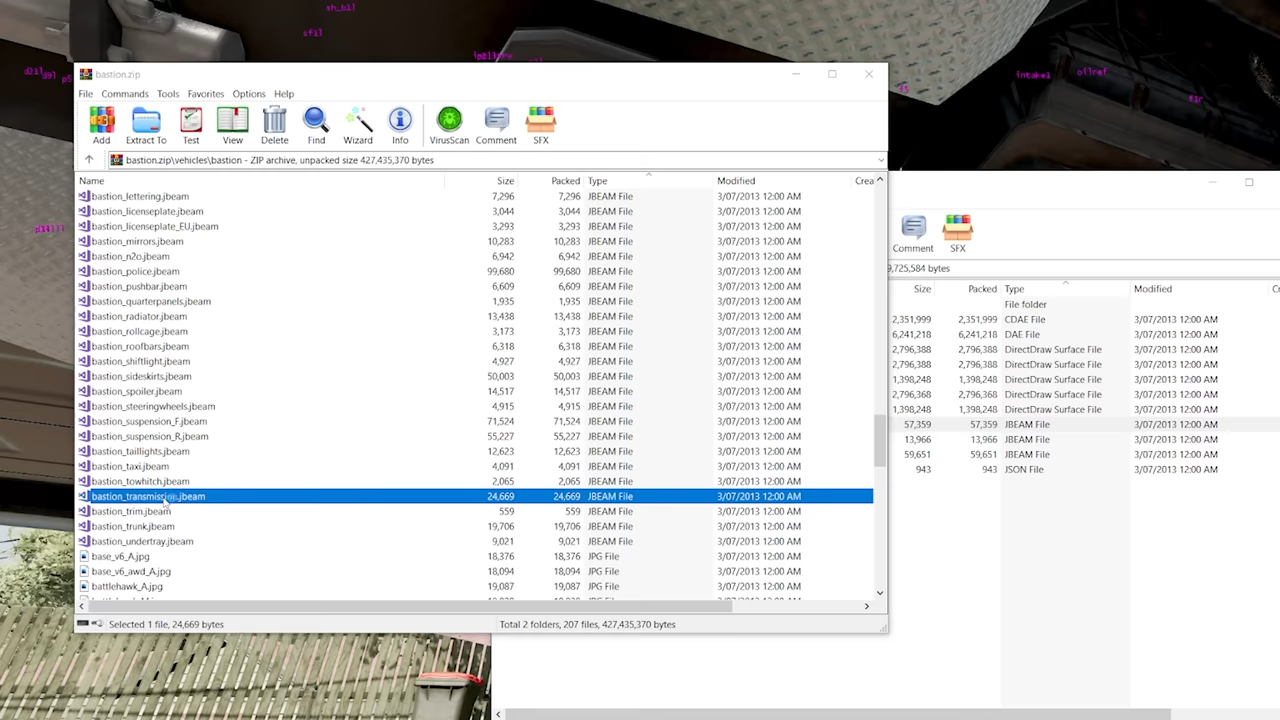 sh_b1l
sf1l
intake1
oilref
f5
f1r
bastion.zip
File Commands Tools Favorites Options Help
Add Extract To Test View Delete Find Wizard Info VirusScan Comment SFX
bastion.zip\vehicles\bastion - ZIP archive, unpacked size 427,435,370 bytes
Name Size Packed Type Modified Crea
bastion_lettering.jbeam 7,296 7,296 JBEAM File 3/07/2013 12:00 AM
bastion_licenseplate.jbeam 3,044 3,044 JBEAM File 3/07/2013 12:00 AM
bastion_licenseplate_EU.jbeam 3,293 3,293 JBEAM File 3/07/2013 12:00 AM
bastion_mirrors.jbeam 10,283 10,283 JBEAM File 3/07/2013 12:00 AM
bastion_n2o.jbeam 6,942 6,942 JBEAM File 3/07/2013 12:00 AM
bastion_police.jbeam 99,680 99,680 JBEAM File 3/07/2013 12:00 AM
bastion_pushbar.jbeam 6,609 6,609 JBEAM File 3/07/2013 12:00 AM
bastion_quarterpanels.jbeam 1,935 1,935 JBEAM File 3/07/2013 12:00 AM
bastion_radiator.jbeam 13,438 13,438 JBEAM File 3/07/2013 12:00 AM
bastion_rollcage.jbeam 3,173 3,173 JBEAM File 3/07/2013 12:00 AM
bastion_roofbars.jbeam 6,318 6,318 JBEAM File 3/07/2013 12:00 AM
bastion_shiftlight.jbeam 4,927 4,927 JBEAM File 3/07/2013 12:00 AM
bastion_sideskirts.jbeam 50,003 50,003 JBEAM File 3/07/2013 12:00 AM
bastion_spoiler.jbeam 14,517 14,517 JBEAM File 3/07/2013 12:00 AM
bastion_steeringwheels.jbeam 4,915 4,915 JBEAM File 3/07/2013 12:00 AM
bastion_suspension_F.jbeam 71,524 71,524 JBEAM File 3/07/2013 12:00 AM
bastion_suspension_R.jbeam 55,227 55,227 JBEAM File 3/07/2013 12:00 AM
bastion_taillights.jbeam 12,623 12,623 JBEAM File 3/07/2013 12:00 AM
bastion_taxi.jbeam 4,091 4,091 JBEAM File 3/07/2013 12:00 AM
bastion_towhitch.jbeam 2,065 2,065 JBEAM File 3/07/2013 12:00 AM
bastion_transmission.jbeam 24,669 24,669 JBEAM File 3/07/2013 12:00 AM
bastion_trim.jbeam 559 559 JBEAM File 3/07/2013 12:00 AM
bastion_trunk.jbeam 19,706 19,706 JBEAM File 3/07/2013 12:00 AM
bastion_undertray.jbeam 9,021 9,021 JBEAM File 3/07/2013 12:00 AM
base_v6_A.jpg 18,376 18,376 JPG File 3/07/2013 12:00 AM
base_v6_awd_A.jpg 18,094 18,094 JPG File 3/07/2013 12:00 AM
battlehawk_A.jpg 19,087 19,087 JPG File 3/07/2013 12:00 AM
Selected 1 file, 24,669 bytes Total 2 folders, 207 files, 427,435,370 bytes
Comment SFX
9,725,584 bytes
Size Packed Type Modified
File folder
2,351,999 2,351,999 CDAE File 3/07/2013 12:00 AM
6,241,218 6,241,218 DAE File 3/07/2013 12:00 AM
2,796,388 2,796,388 DirectDraw Surface File 3/07/2013 12:00 AM
2,796,388 2,796,388 DirectDraw Surface File 3/07/2013 12:00 AM
1,398,248 1,398,248 DirectDraw Surface File 3/07/2013 12:00 AM
2,796,368 2,796,368 DirectDraw Surface File 3/07/2013 12:00 AM
1,398,248 1,398,248 DirectDraw Surface File 3/07/2013 12:00 AM
57,359 57,359 JBEAM File 3/07/2013 12:00 AM
13,966 13,966 JBEAM File 3/07/2013 12:00 AM
59,651 59,651 JBEAM File 3/07/2013 12:00 AM
943 943 JSON File 3/07/2013 12:00 AM